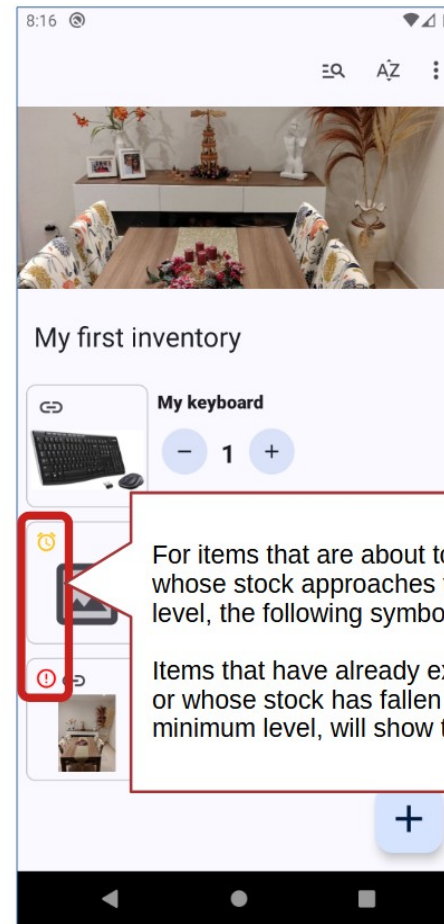 8:16
AZ
My first inventory
My keyboard
1
For items that are about to
whose stock approaches
level, the following symbo
Items that have already ex
or whose stock has fallen
minimum level, will show t